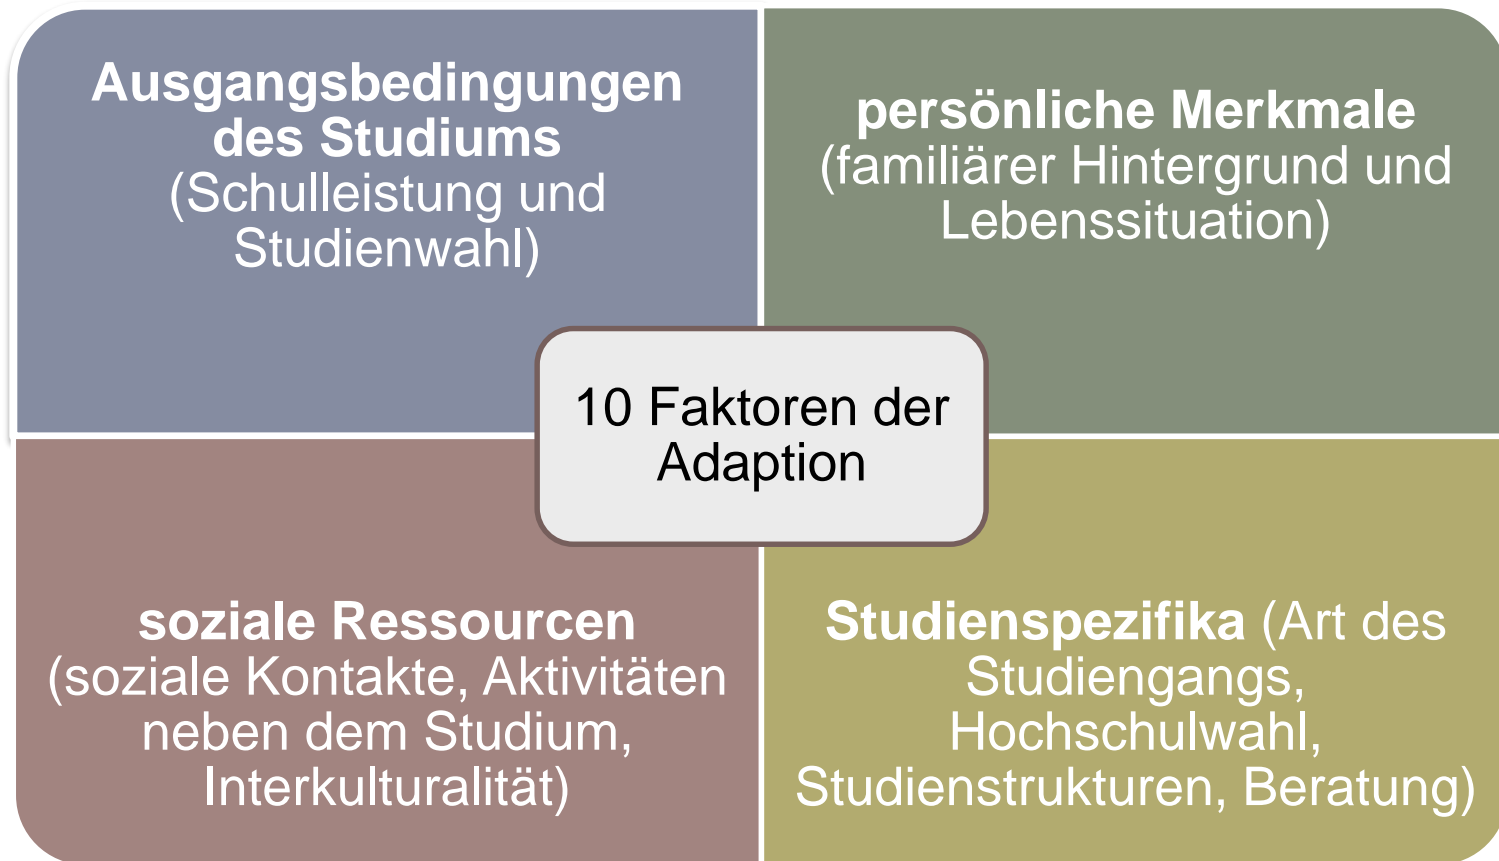 Ausgangsbedingungen
des Studiums
(Schulleistung und
Studienwahl)
persönliche Merkmale
(familiärer Hintergrund und
Lebenssituation)
10 Faktoren der
Adaption
soziale Ressourcen
(soziale Kontakte, Aktivitäten
neben dem Studium,
Interkulturalität)
Studienspezifika (Art des
Studiengangs,
Hochschulwahl,
Studienstrukturen, Beratung)